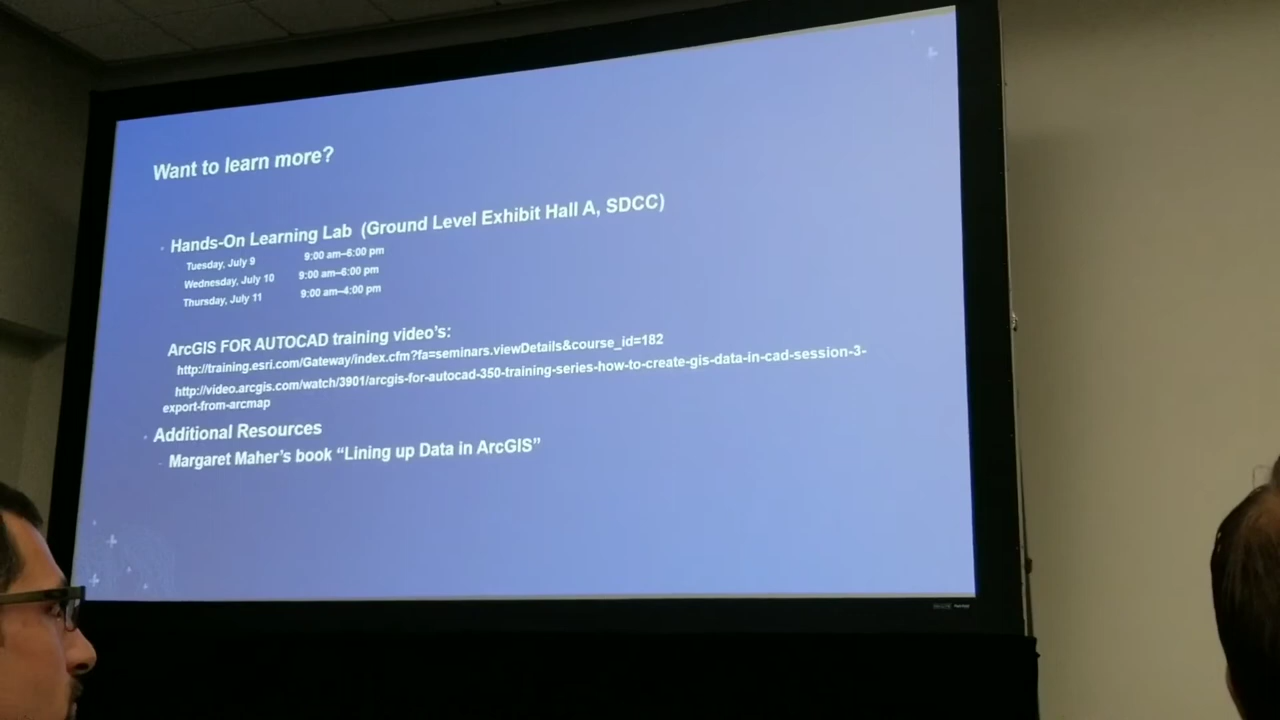 Want to learn more?
Hands-On Learning Lab (Ground Level Exhibit Hall A, SDCC)
Tuesday, July 9 9:00 am–6:00 pm
Wednesday, July 10 9:00 am–6:00 pm
Thursday, July 11 9:00 am–4:00 pm
ArcGIS FOR AUTOCAD training video's:
http://training.esri.com/Gateway/index.cfm?fa=seminars.viewDetails&course_id=182
http://video.arcgis.com/watch/3901/arcgis-for-autocad-350-training-series-how-to-create-gis-data-in-cad-session-3-
export-from-arcmap
Additional Resources
Margaret Maher's book “Lining up Data in ArcGIS”